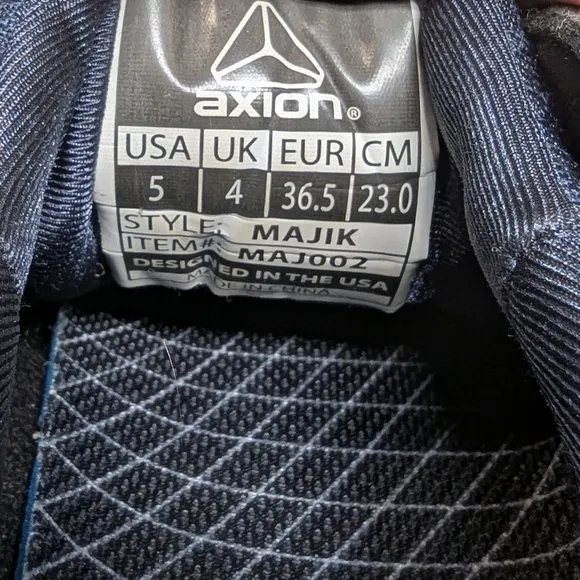 axion®
USA UK EUR CM
5 4 36.5 23.0
STYLE: MAJIK
ITEM#: MAJ002
DESIGNED IN THE USA
MADE IN CHINA